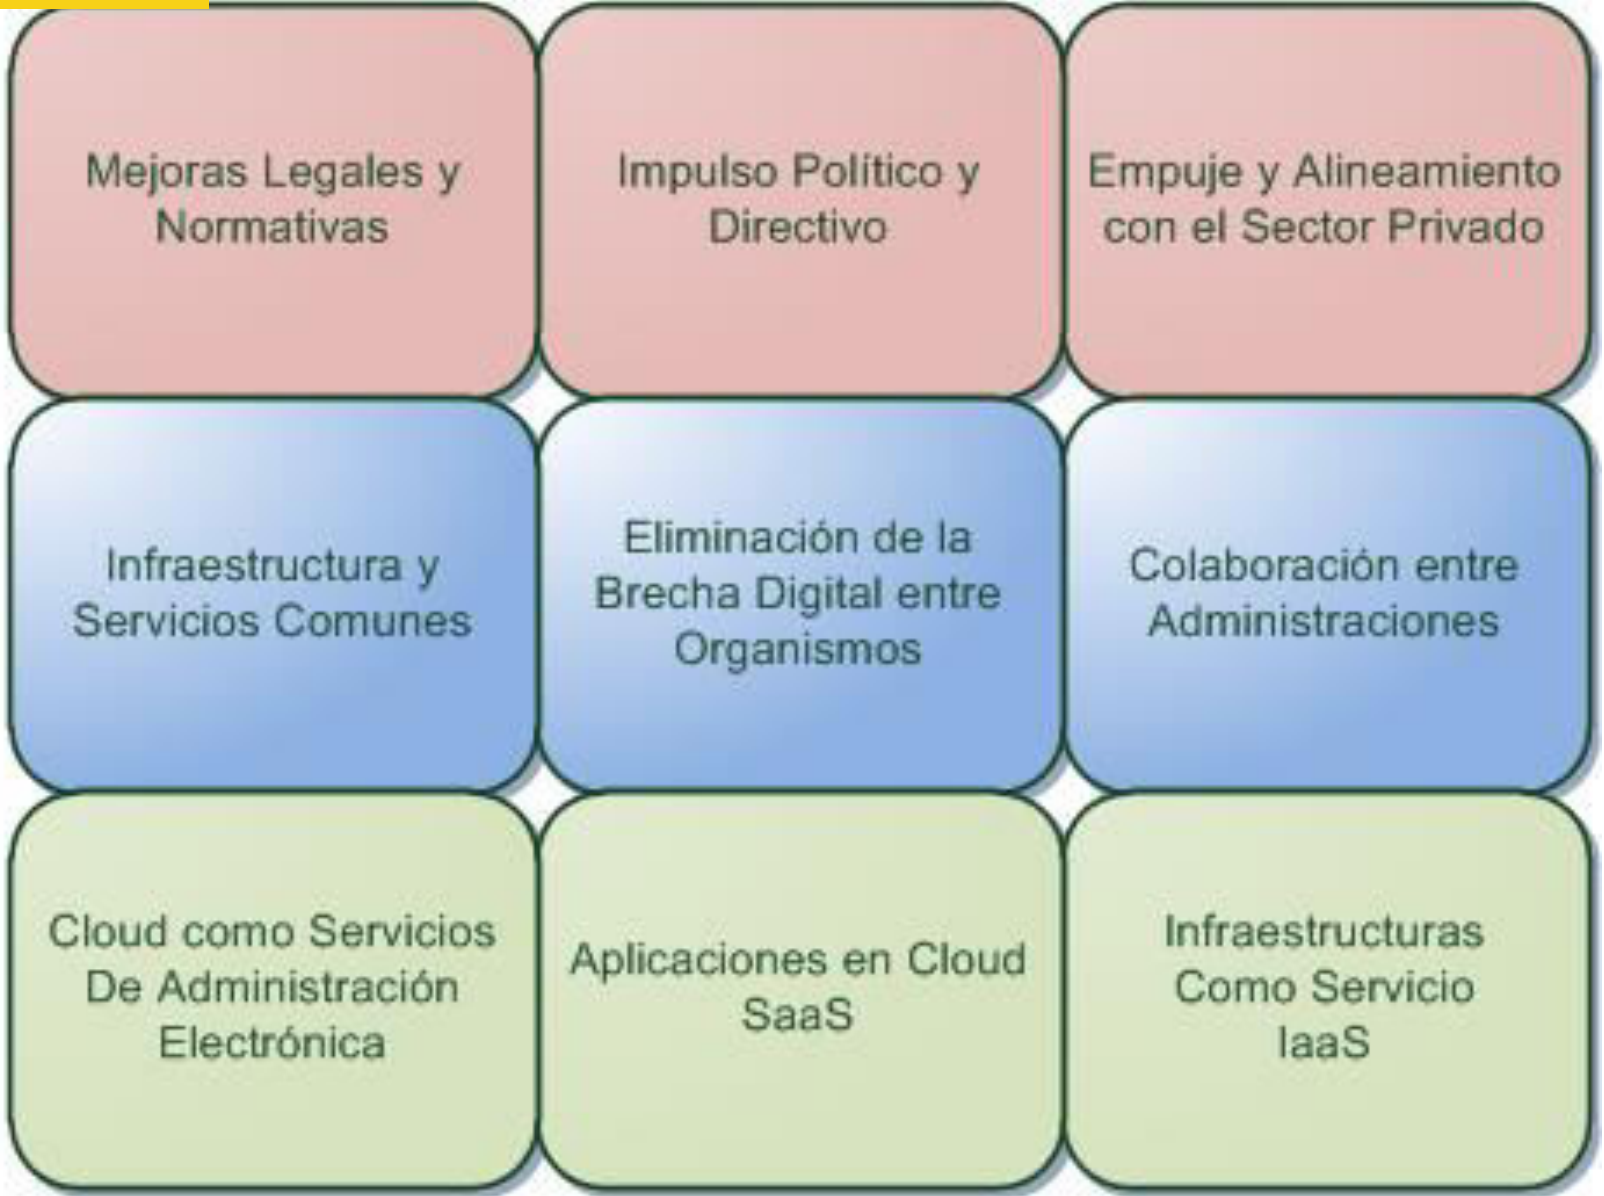 Mejoras Legales y
Normativas
Impulso Político y
Directivo
Empuje y Alineamiento
con el Sector Privado
Infraestructura y
Servicios Comunes
Eliminación de la
Brecha Digital entre
Organismos
Colaboración entre
Administraciones
Cloud como Servicios
De Administración
Electrónica
Aplicaciones en Cloud
SaaS
Infraestructuras
Como Servicio
IaaS